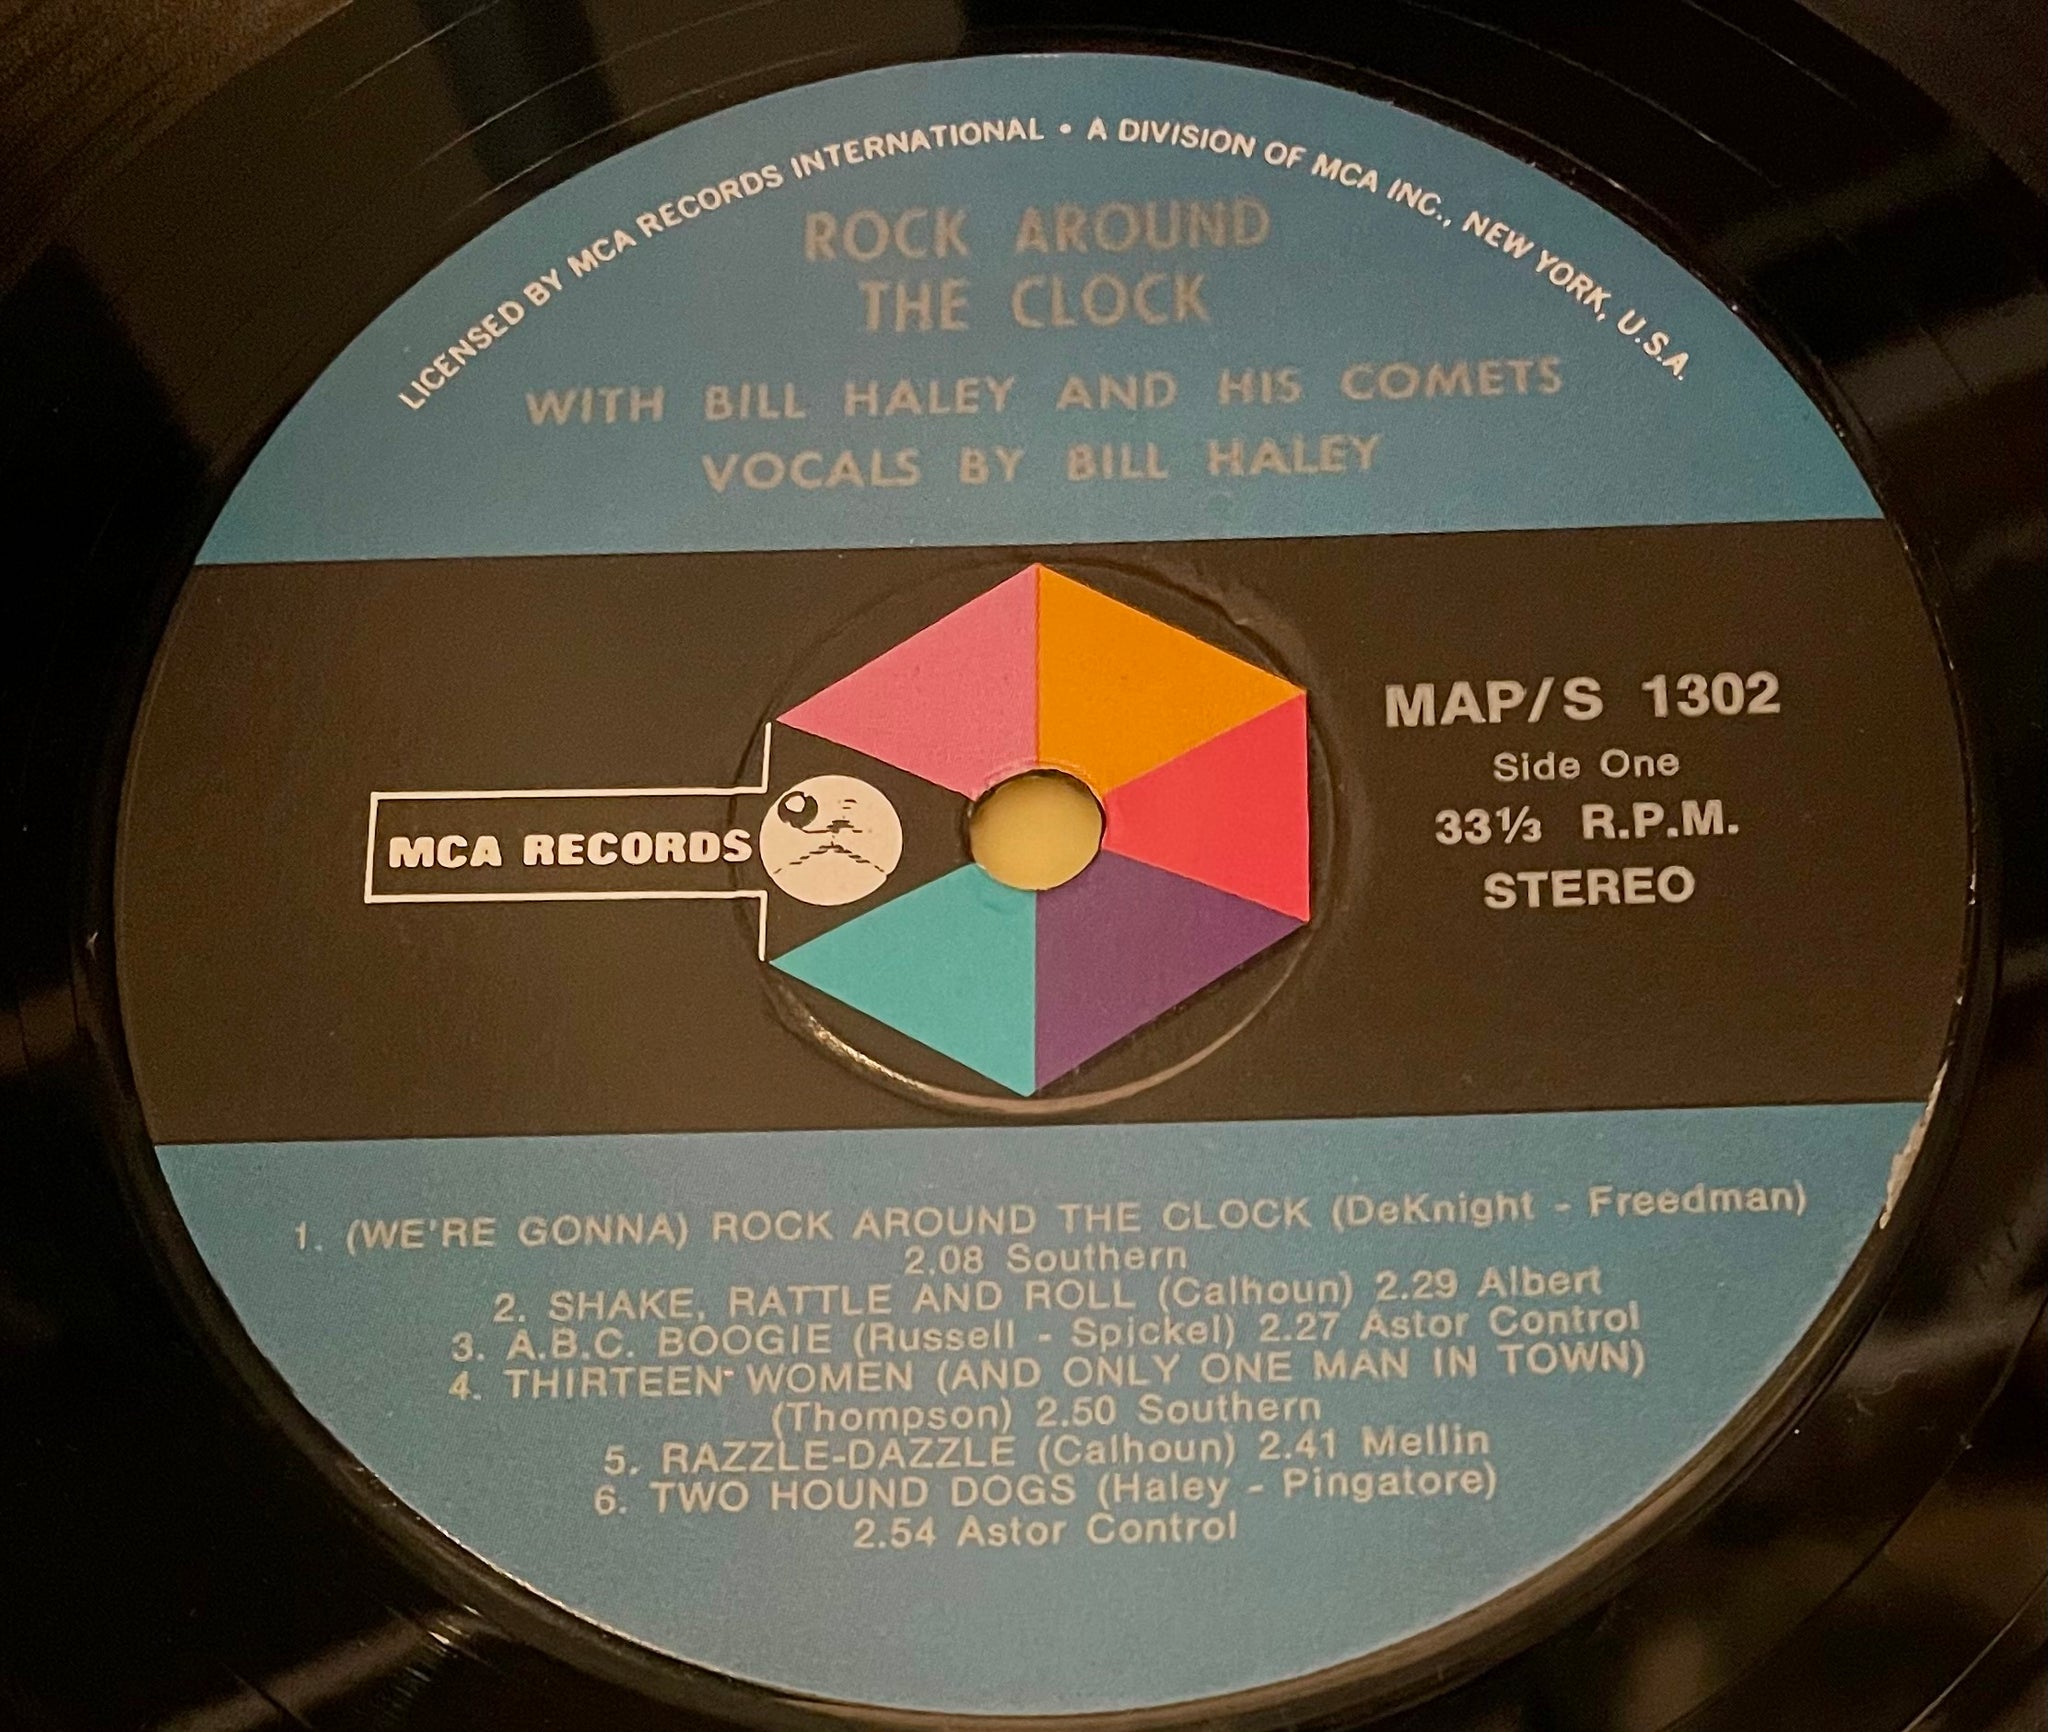 LICENSED BY MCA RECORDS INTERNATIONAL • A DIVISION OF MCA INC., NEW YORK, U.S.A.
ROCK AROUND
THE CLOCK
WITH BILL HALEY AND HIS COMETS
VOCALS BY BILL HALEY
MCA RECORDS
MAP/S 1302
Side One
33⅓ R.P.M.
STEREO
1. (WE'RE GONNA) ROCK AROUND THE CLOCK (DeKnight - Freedman)
2.08 Southern
2. SHAKE, RATTLE AND ROLL (Calhoun) 2.29 Albert
3. A.B.C. BOOGIE (Russell - Spickel) 2.27 Astor Control
4. THIRTEEN WOMEN (AND ONLY ONE MAN IN TOWN)
(Thompson) 2.50 Southern
5. RAZZLE-DAZZLE (Calhoun) 2.41 Mellin
6. TWO HOUND DOGS (Haley - Pingatore)
2.54 Astor Control